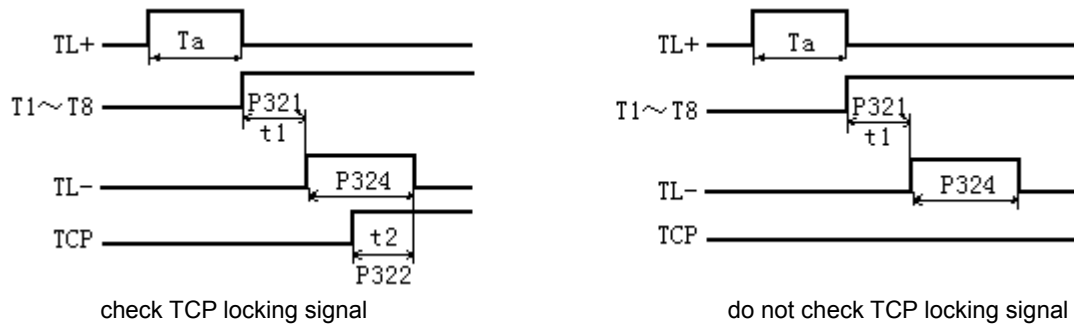 TL+ Ta
T1～T8 P321
t1
TL- P324
TCP t2
P322
check TCP locking signal
TL+ Ta
T1～T8 P321
t1
TL- P324
TCP
do not check TCP locking signal